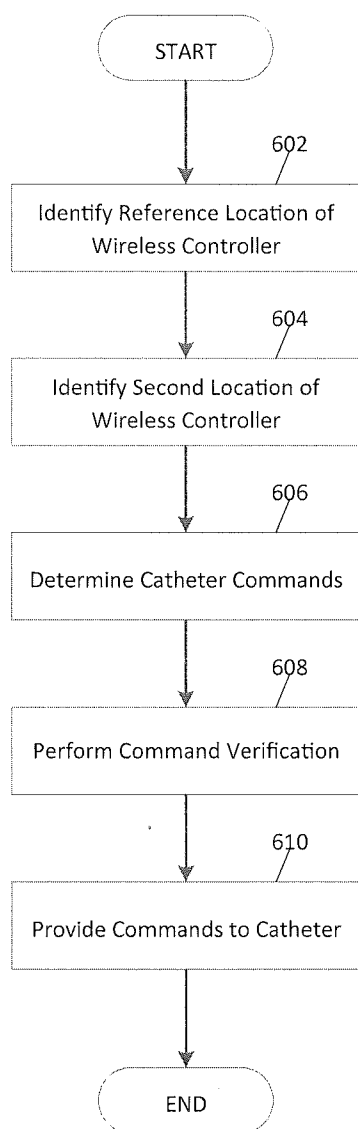 START
602
Identify Reference Location of
Wireless Controller
604
Identify Second Location of
Wireless Controller
606
Determine Catheter Commands
608
Perform Command Verification
610
Provide Commands to Catheter
END